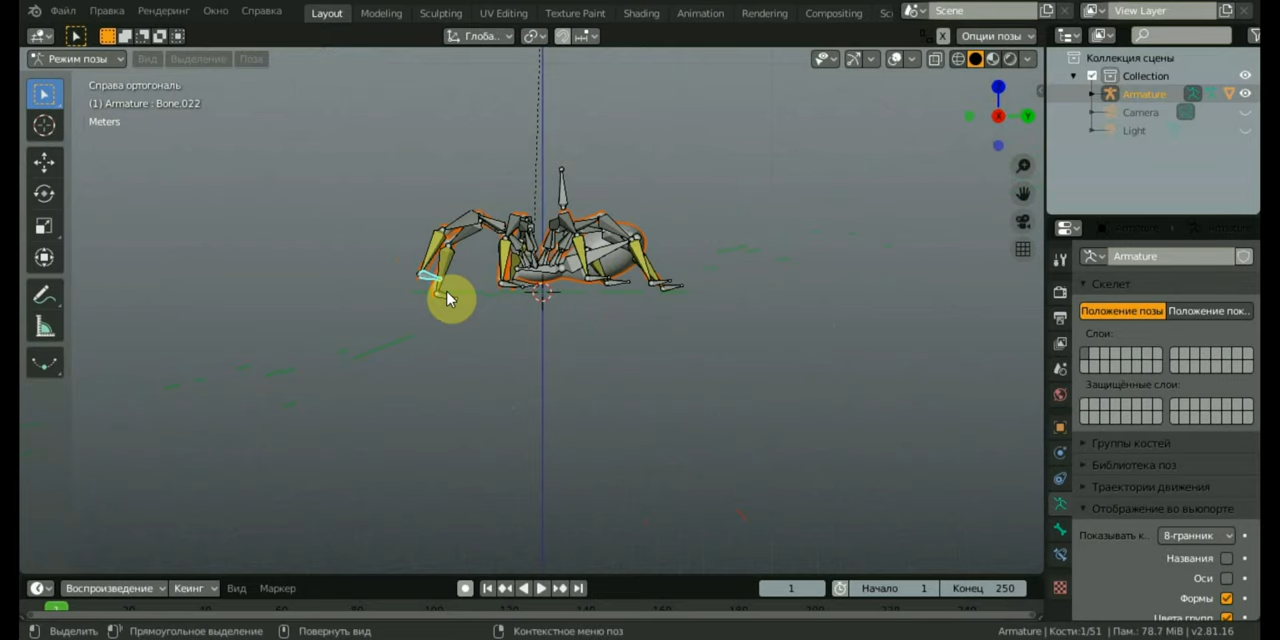 Файл Правка Рендеринг Окно Справка Layout Modeling Sculpting UV Editing Texture Paint Shading Animation Rendering Compositing Sc Scene View Layer
Глоба.. X Опции позы
Режим позы Вид Выделение Поза
Справа ортогональ
(1) Armature : Bone.022
Meters
X Y
Коллекция сцены
Collection
Armature
Camera
Light
Armature
Скелет
Положение позы Положение пок..
Слои:
Защищённые слои:
Группы костей
Библиотека поз
Траектории движения
Отображение во вьюпорте
Показывать к.. 8-гранник
Названия
Оси
Формы
Воспроизведение Кеинг Вид Маркер 1 Начало 1 Конец 250
Выделить Прямоугольное выделение Повернуть вид Контекстное меню поз Armature | Кости:1/51 | Пам.: 78.7 MiB | v2.81.16